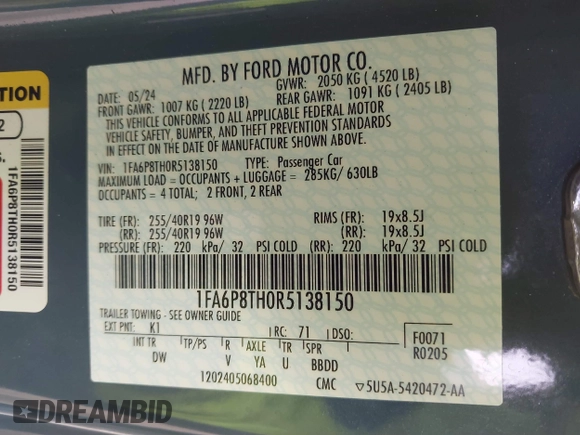 MFD. BY FORD MOTOR CO.
DATE: 05/24 GVWR: 2050 KG ( 4520 LB)
FRONT GAWR: 1007 KG ( 2220 LB) REAR GAWR: 1091 KG ( 2405 LB)
THIS VEHICLE CONFORMS TO ALL APPLICABLE FEDERAL MOTOR
VEHICLE SAFETY, BUMPER, AND THEFT PREVENTION STANDARDS
IN EFFECT ON THE DATE OF MANUFACTURE SHOWN ABOVE.
VIN: 1FA6P8TH0R5138150 TYPE: Passenger Car
MAXIMUM LOAD = OCCUPANTS + LUGGAGE = 285KG/ 630LB
OCCUPANTS = 4 TOTAL; 2 FRONT, 2 REAR
TIRE (FR): 255/40R19 96W RIMS (FR): 19x8.5J
(RR): 255/40R19 96W (RR): 19x8.5J
PRESSURE (FR): 220 kPa/ 32 PSI COLD (RR): 220 kPa/ 32 PSI COLD
1FA6P8TH0R5138150
TRAILER TOWING - SEE OWNER GUIDE
EXT PNT: K1 RC: 71 DSO: F0071
INT TR TP/PS R AXLE TR SPR R0205
DW V YA U BBDD
1202405068400 CMC 5U5A-5420472-AA
TION
2
1FA6P8TH0R5138150
DREAMBID